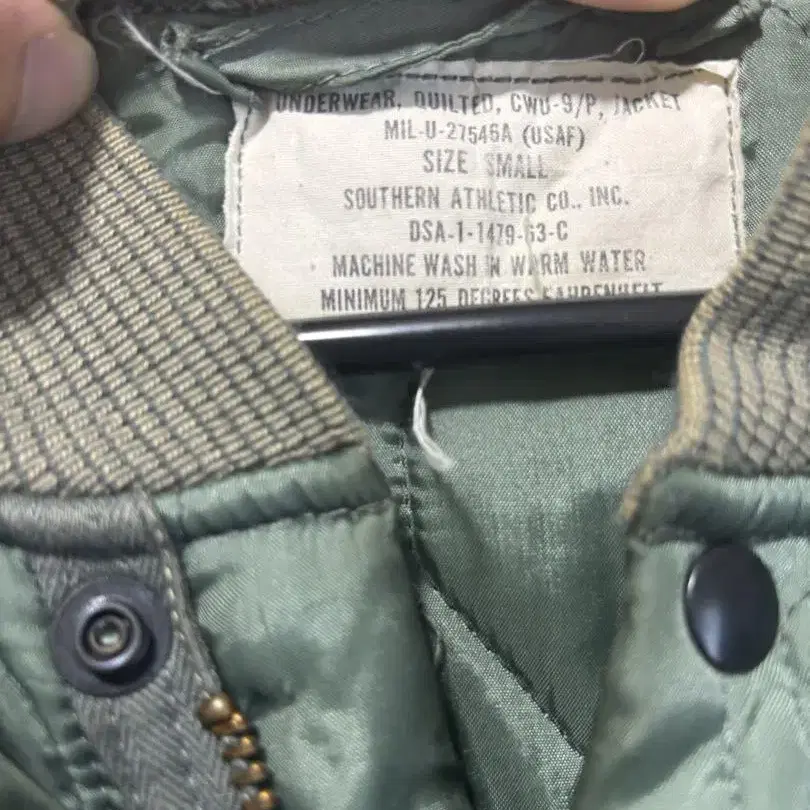 UNDERWEAR, QUILTED, CWU-9/P, JACKET
MIL-U-27546A (USAF)
SIZE SMALL
SOUTHERN ATHLETIC CO., INC.
DSA-1-1479-63-C
MACHINE WASH IN WARM WATER
MINIMUM 125 DEGREES FAHRENHEIT